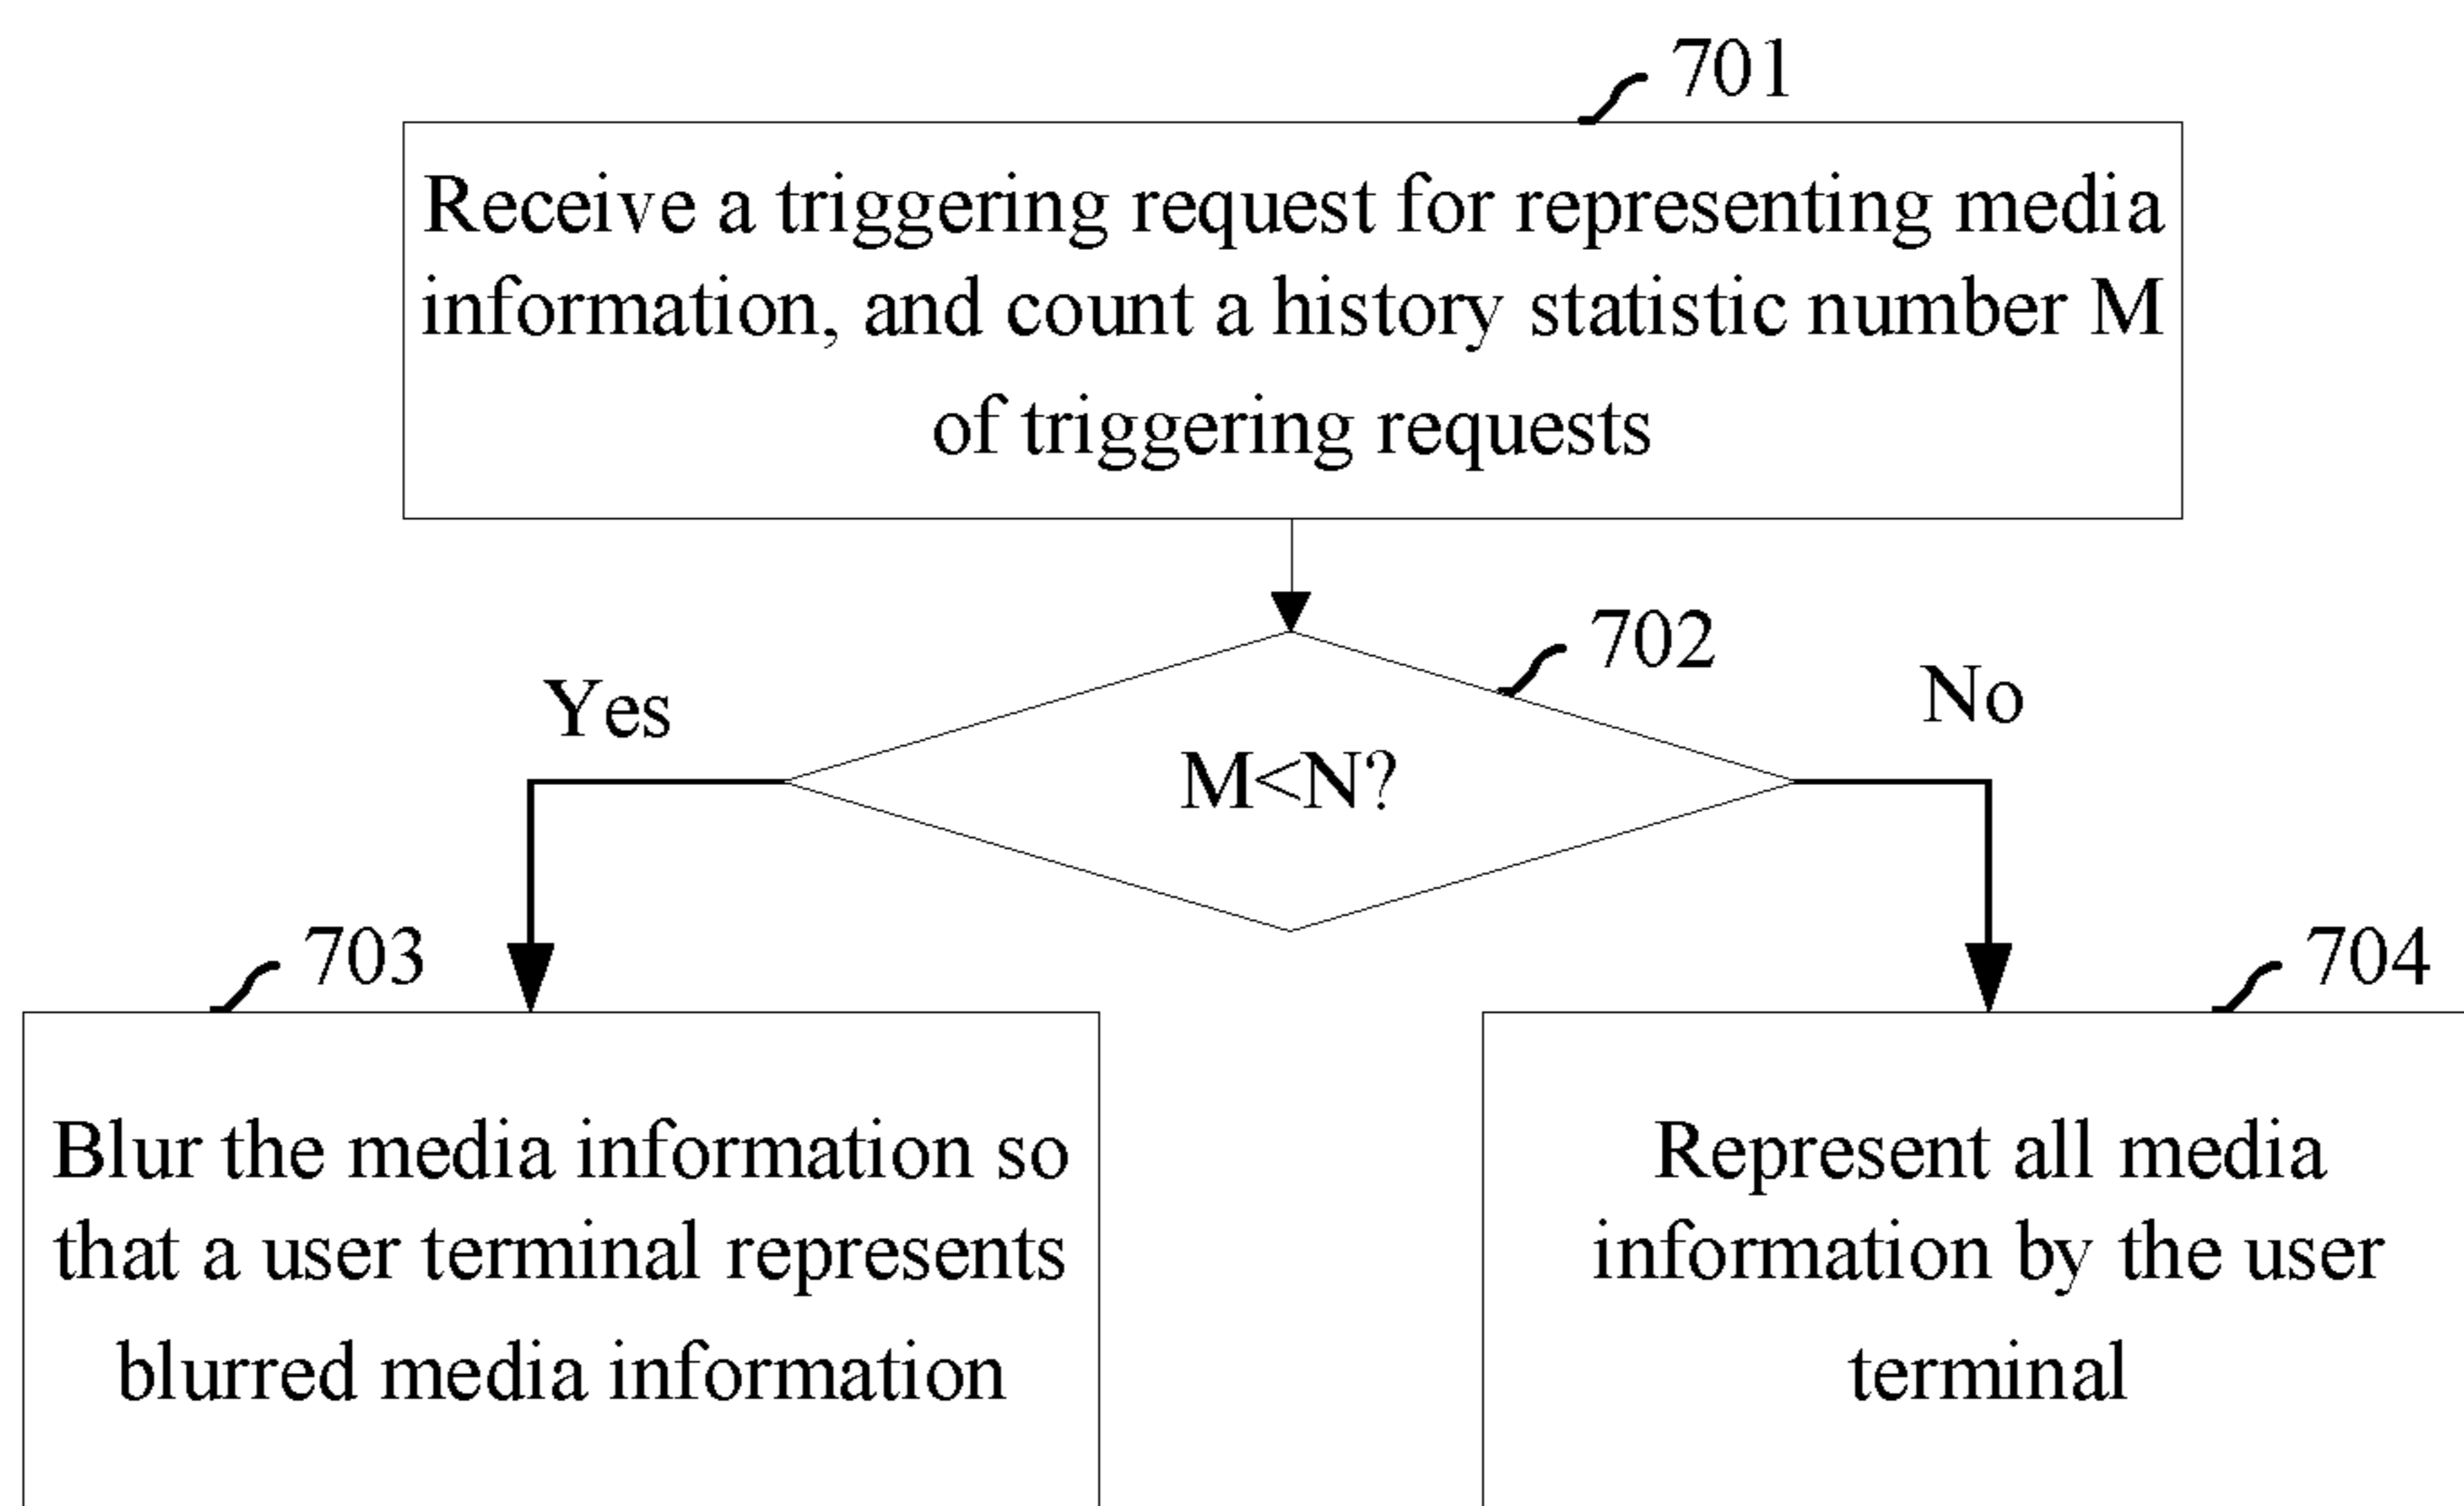 701
Receive a triggering request for representing media
information, and count a history statistic number M
of triggering requests
702
Yes
No
M<N?
703
704
Blur the media information so
that a user terminal represents
blurred media information
Represent all media
information by the user
terminal